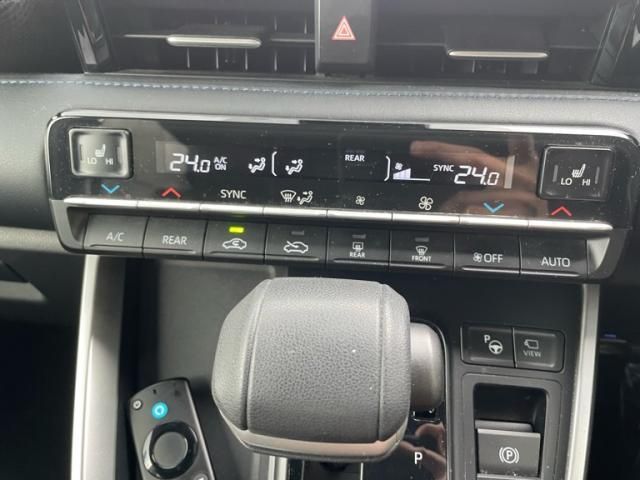 LO HI
24.0 A/C ON
REAR
SYNC 24.0
LO HI
SYNC
A/C
REAR
REAR
FRONT
OFF
AUTO
P
VIEW
P
P